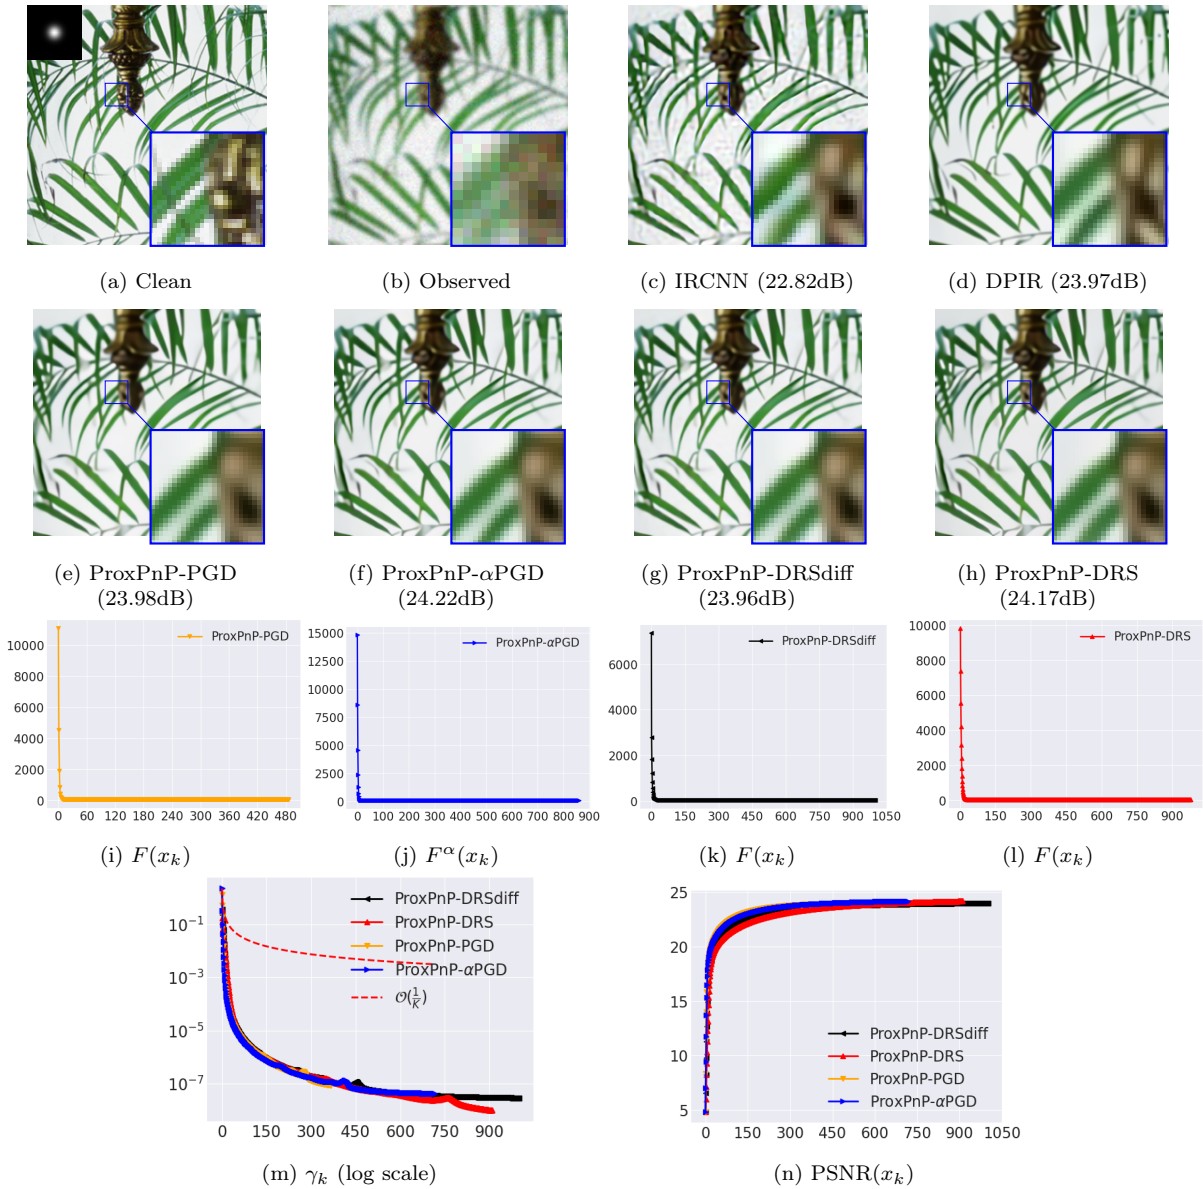 (a) Clean
(b) Observed
(c) IRCNN (22.82dB)
(d) DPIR (23.97dB)
(e) ProxPnP-PGD
(23.98dB)
(f) ProxPnP-αPGD
(24.22dB)
(g) ProxPnP-DRSdiff
(23.96dB)
(h) ProxPnP-DRS
(24.17dB)
ProxPnP-PGD
10000
8000
6000
4000
2000
0
0 60 120 180 240 300 360 420 480
(i) F(x_k)
ProxPnP-αPGD
15000
12500
10000
7500
5000
2500
0
0 100 200 300 400 500 600 700 800 900
(j) F^α(x_k)
ProxPnP-DRSdiff
6000
4000
2000
0
0 150 300 450 600 750 900 1050
(k) F(x_k)
ProxPnP-DRS
10000
8000
6000
4000
2000
0
0 150 300 450 600 750 900
(l) F(x_k)
ProxPnP-DRSdiff
ProxPnP-DRS
ProxPnP-PGD
ProxPnP-αPGD
O(1/K)
10^-1
10^-3
10^-5
10^-7
0 150 300 450 600 750 900
(m) γ_k (log scale)
25
20
15
10
5
ProxPnP-DRSdiff
ProxPnP-DRS
ProxPnP-PGD
ProxPnP-αPGD
0 150 300 450 600 750 900 1050
(n) PSNR(x_k)